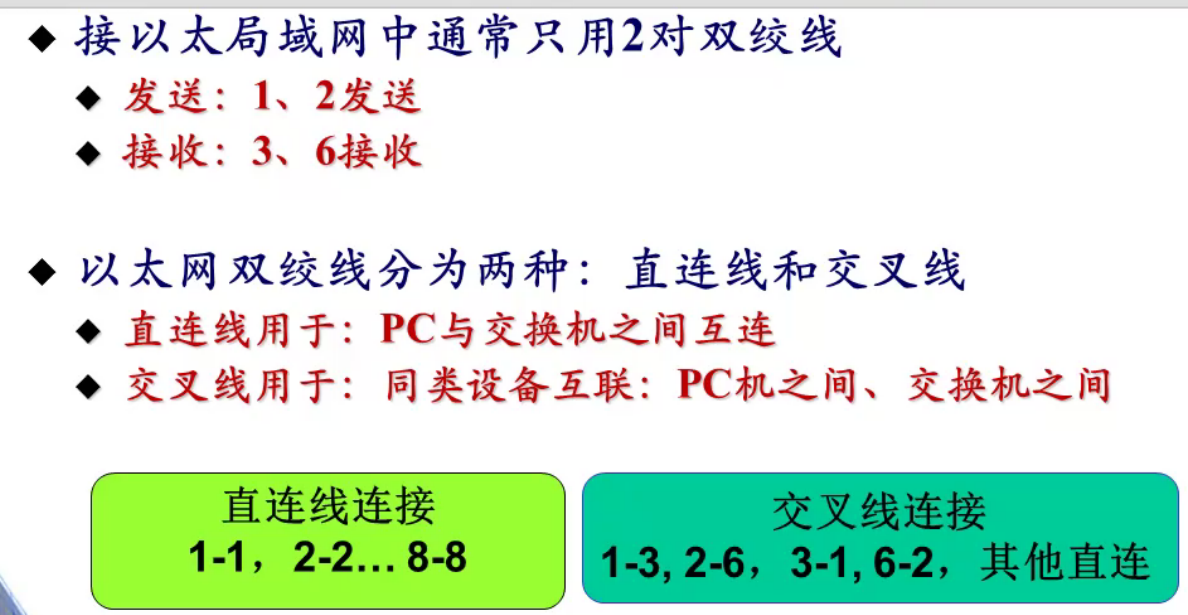 接以太局域网中通常只用2对双绞线
发送：1、2发送
接收：3、6接收
以太网双绞线分为两种：直连线和交叉线
直连线用于：PC与交换机之间互连
交叉线用于：同类设备互联：PC机之间、交换机之间
直连线连接
1-1，2-2… 8-8
交叉线连接
1-3, 2-6，3-1, 6-2，其他直连